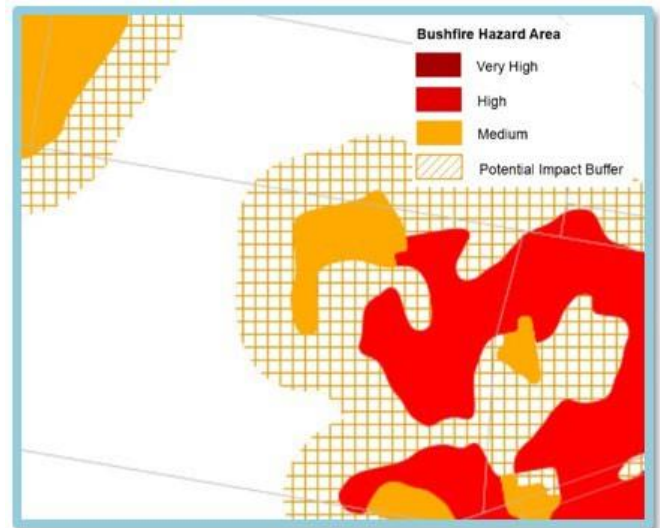 Bushfire Hazard Area
Very High
High
Medium
Potential Impact Buffer